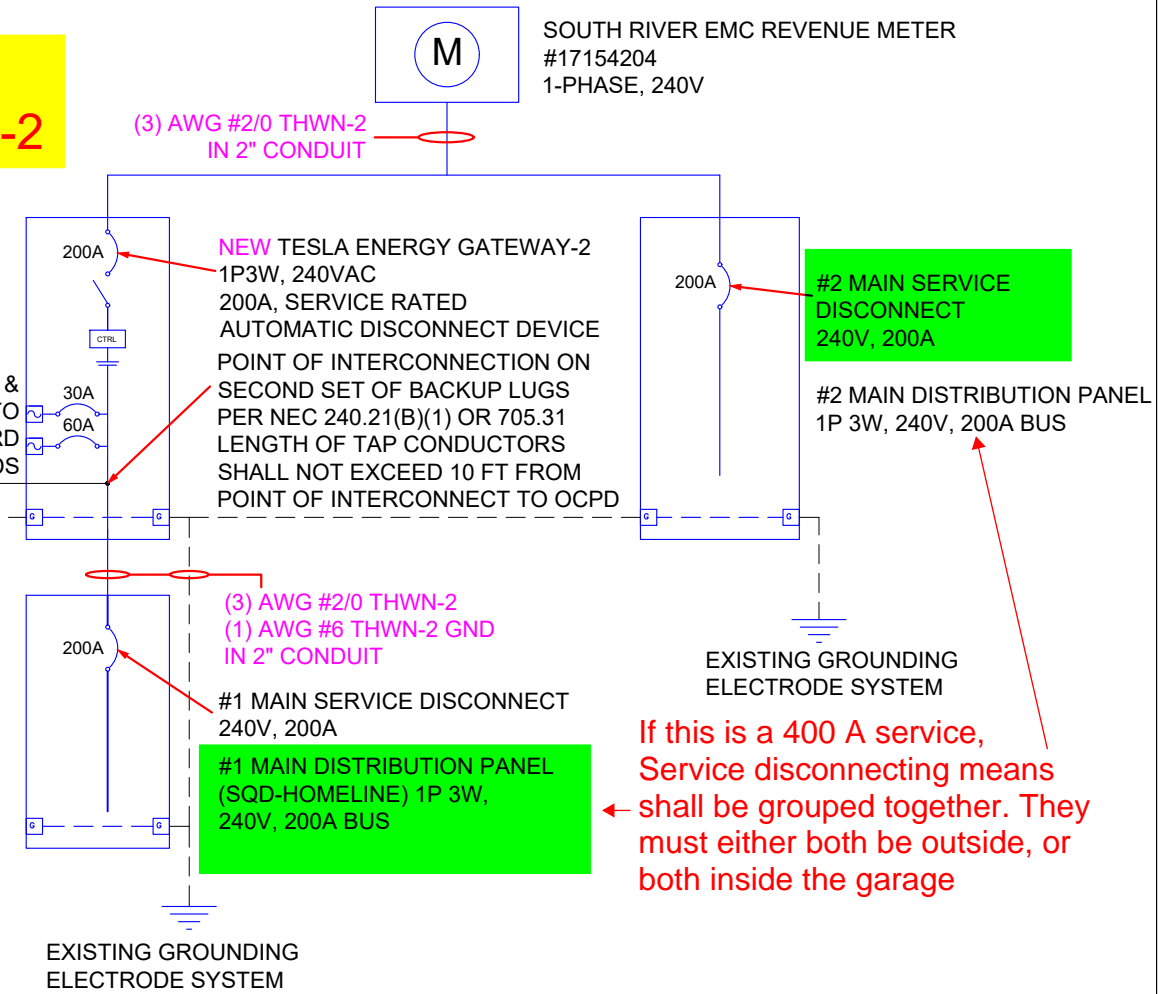 M
SOUTH RIVER EMC REVENUE METER
#17154204
1-PHASE, 240V
-2
(3) AWG #2/0 THWN-2
IN 2" CONDUIT
200A
NEW TESLA ENERGY GATEWAY-2
1P3W, 240VAC
200A, SERVICE RATED
AUTOMATIC DISCONNECT DEVICE
CTRL
POINT OF INTERCONNECTION ON
SECOND SET OF BACKUP LUGS
PER NEC 240.21(B)(1) OR 705.31
LENGTH OF TAP CONDUCTORS
SHALL NOT EXCEED 10 FT FROM
POINT OF INTERCONNECT TO OCPD
&
TO
RD
DS
30A
60A
200A
#2 MAIN SERVICE
DISCONNECT
240V, 200A
#2 MAIN DISTRIBUTION PANEL
1P 3W, 240V, 200A BUS
G
G
G
G
(3) AWG #2/0 THWN-2
(1) AWG #6 THWN-2 GND
IN 2" CONDUIT
200A
#1 MAIN SERVICE DISCONNECT
240V, 200A
#1 MAIN DISTRIBUTION PANEL
(SQD-HOMELINE) 1P 3W,
240V, 200A BUS
G
G
EXISTING GROUNDING
ELECTRODE SYSTEM
If this is a 400 A service,
Service disconnecting means
shall be grouped together. They
must either both be outside, or
both inside the garage
EXISTING GROUNDING
ELECTRODE SYSTEM